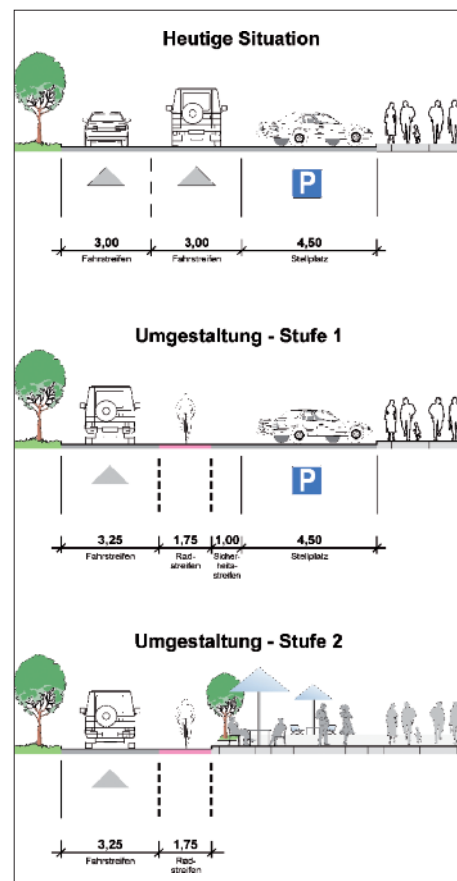 Heutige Situation
P
3,00 3,00 4,50
Fahrstreifen Fahrstreifen Stellplatz
Umgestaltung - Stufe 1
P
3,25 1,75 1,00 4,50
Fahrstreifen Rad- Sicher- Stellplatz
streifen heits-
streifen
Umgestaltung - Stufe 2
3,25 1,75
Fahrstreifen Rad-
streifen